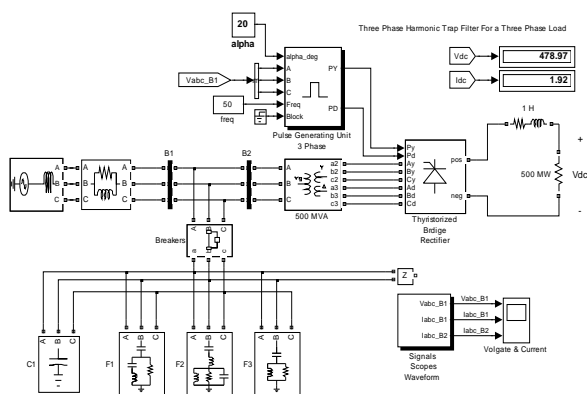 Three Phase Harmonic Trap Filter For a Three Phase Load
20
alpha
alpha_deg
A
B
C
Freq
Block
PY
PD
Pulse Generating Unit
3 Phase
Vabc_B1
50
freq
Vdc
478.97
Idc
1.92
1 H
+
500 MW
Vdc
-
B1
B2
A
B
C
A
B
C
A
B
C
A
B
C
a2
b2
c2
a3
b3
c3
500 MVA
Py
Pd
Ay
By
Cy
Ad
Bd
Cd
pos
neg
Thyristorized
Brdige
Rectifier
Breakers
A
B
C
a
b
c
Z
A B C
C1
A B C
F1
A B C
F2
A B C
F3
Vabc_B1
Iabc_B1
Iabc_B2
Vabc_B1
Iabc_B1
Iabc_B2
Signals
Scopes
Waveform
Volgate & Current